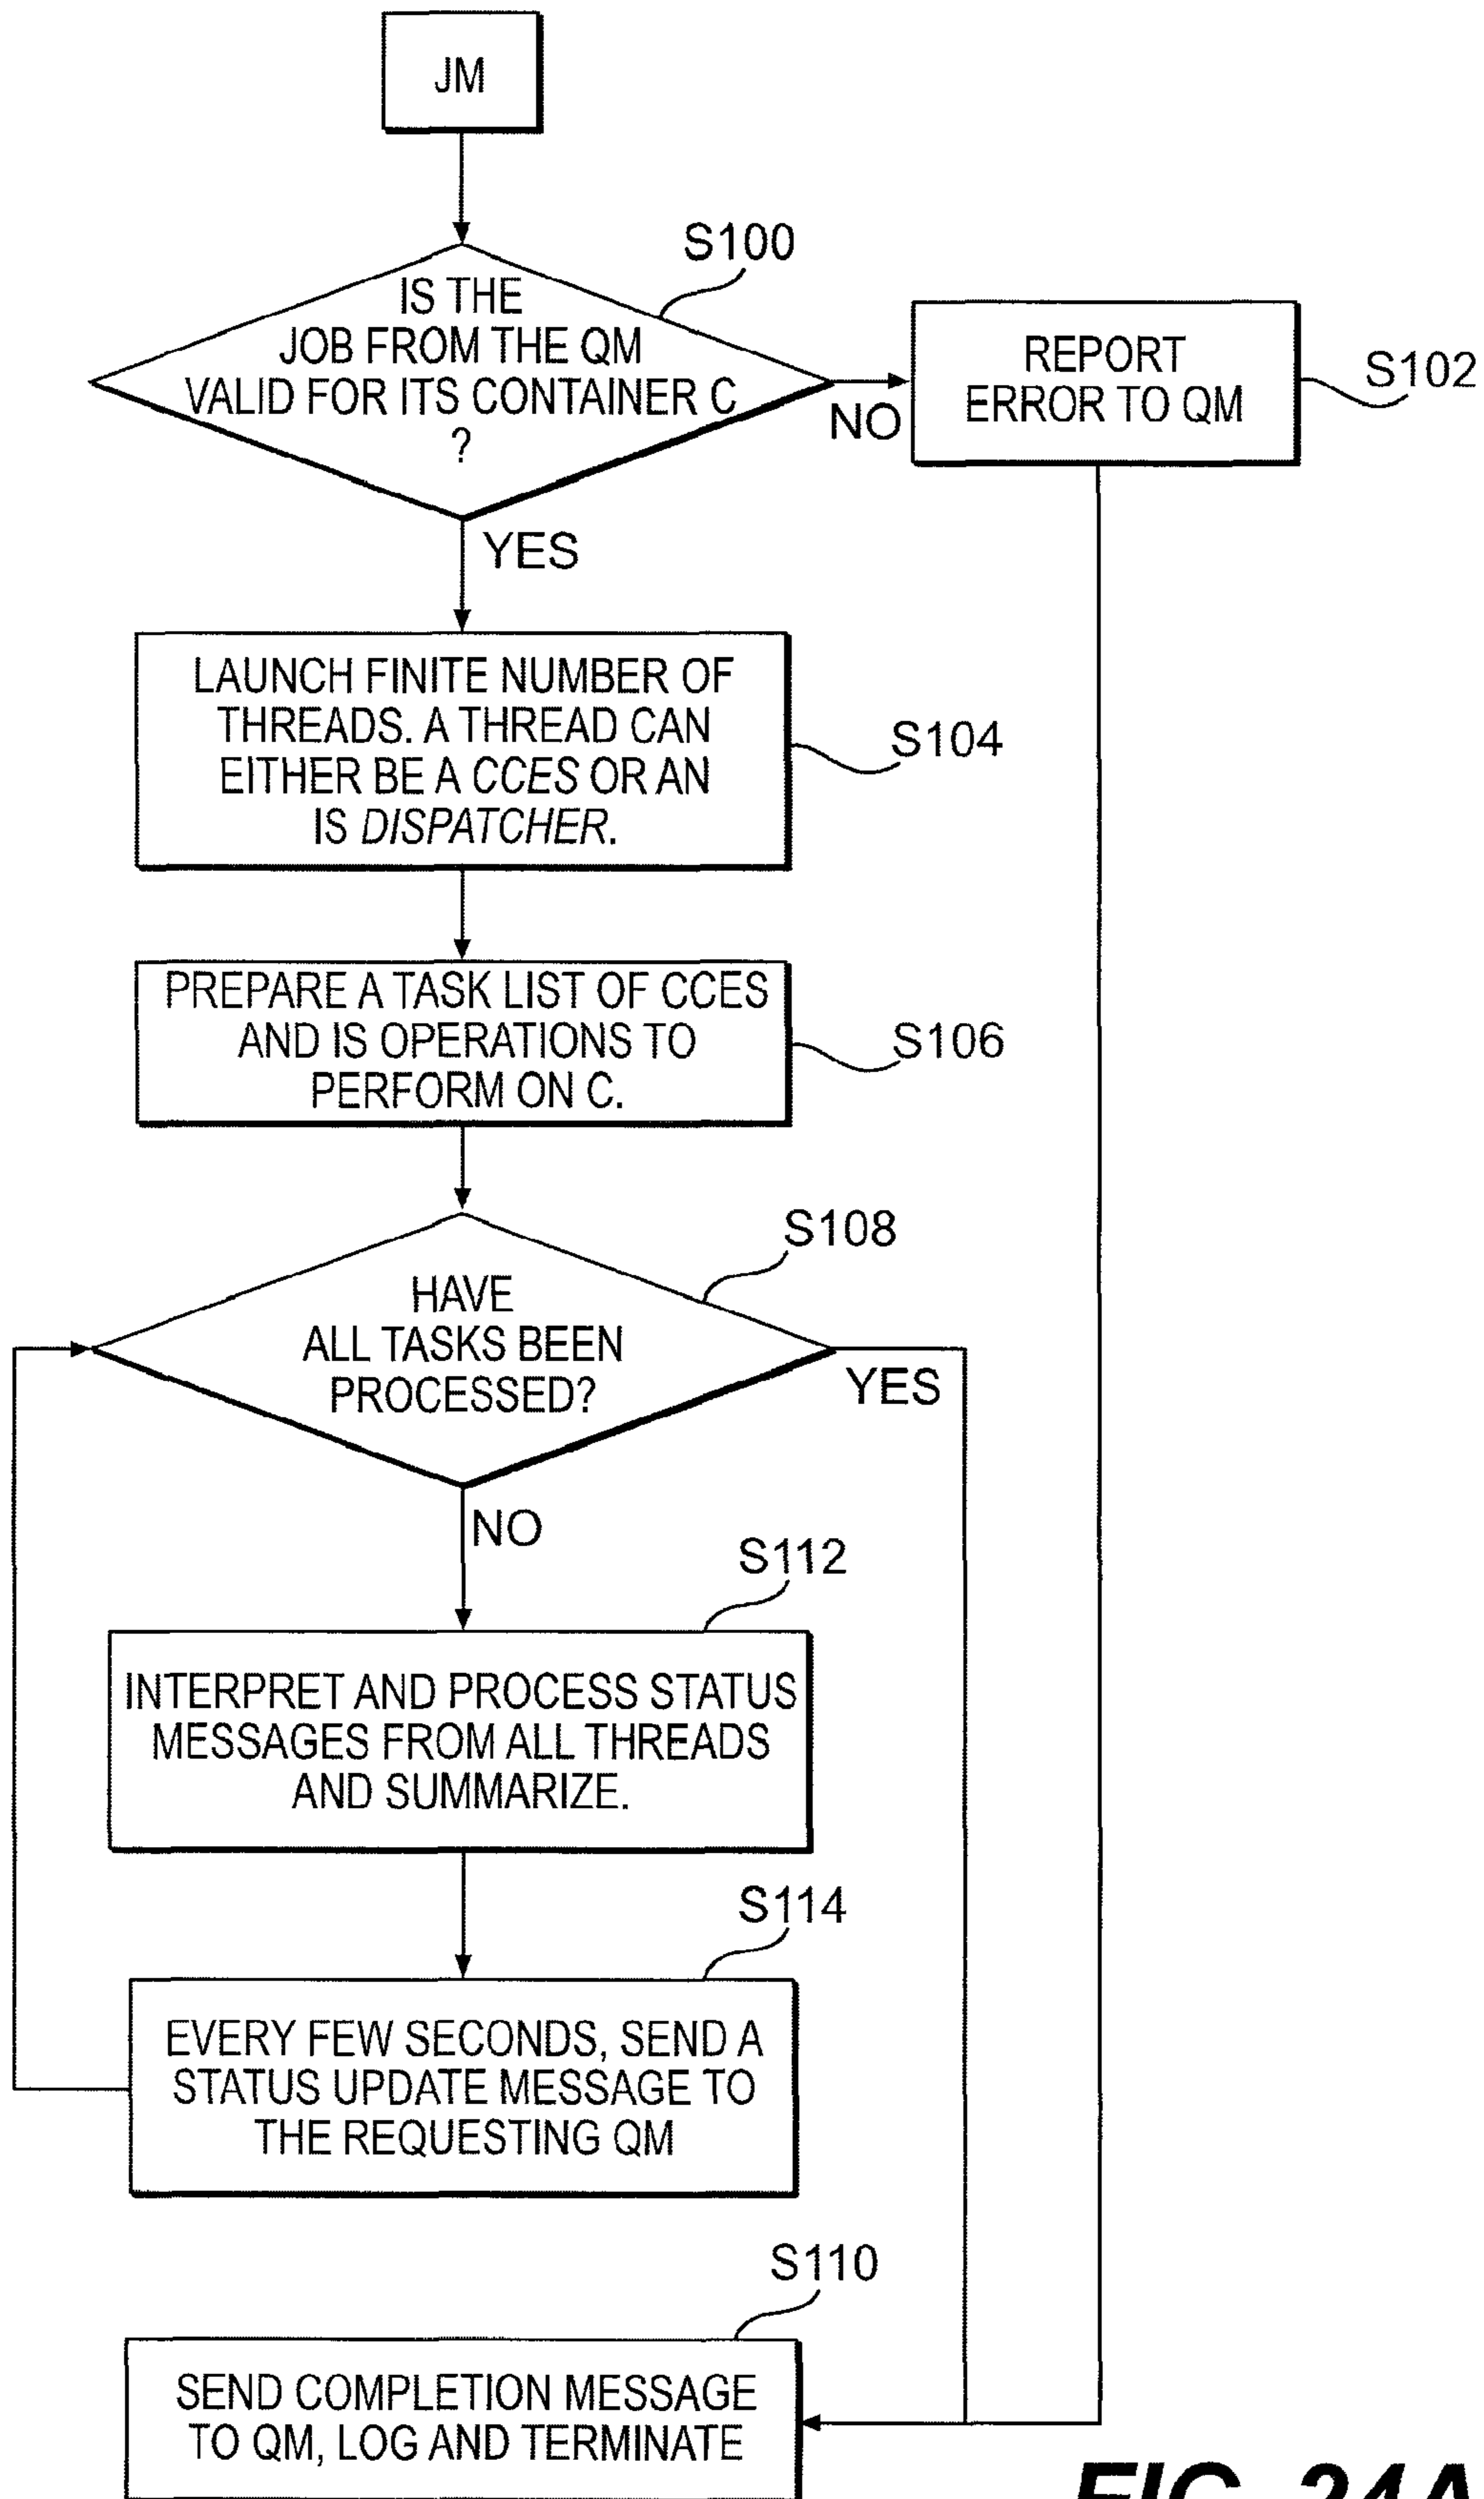 JM
S100
IS THE
JOB FROM THE QM
VALID FOR ITS CONTAINER C
?
NO
REPORT
ERROR TO QM
S102
YES
LAUNCH FINITE NUMBER OF
THREADS. A THREAD CAN
EITHER BE A CCES OR AN
IS DISPATCHER.
S104
PREPARE A TASK LIST OF CCES
AND IS OPERATIONS TO
PERFORM ON C.
S106
S108
HAVE
ALL TASKS BEEN
PROCESSED?
YES
NO
S112
INTERPRET AND PROCESS STATUS
MESSAGES FROM ALL THREADS
AND SUMMARIZE.
S114
EVERY FEW SECONDS, SEND A
STATUS UPDATE MESSAGE TO
THE REQUESTING QM
S110
SEND COMPLETION MESSAGE
TO QM, LOG AND TERMINATE
FIG. 24A